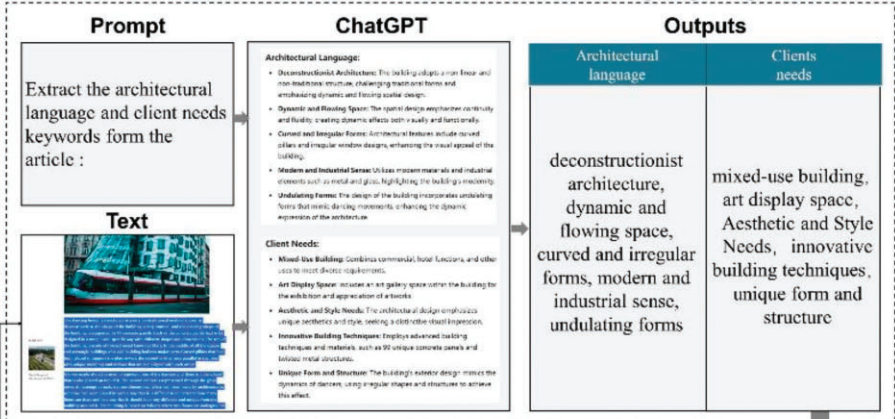 Prompt
Extract the architectural
language and client needs
keywords form the
article :
Text
ChatGPT
Architectural Language:
• Deconstructionist Architecture: The building adopts a non-linear and
non-traditional structure, challenging traditional forms and
emphasizing dynamic and flowing spatial design.
• Dynamic and Flowing Space: The spatial design emphasizes continuity
and fluidity, creating dynamic effects both visually and functionally.
• Curved and Irregular Forms: Architectural features include curved
pillars and irregular window designs, enhancing the visual appeal of the
building.
• Modern and Industrial Sense: Utilizes modern materials and industrial
elements such as metal and glass, highlighting the building's modernity.
• Undulating Forms: The design of the building incorporates undulating
forms that mimic dancing movements, enhancing the dynamic
expression of the architecture
Client Needs:
• Mixed-Use Building: Combines commercial, hotel functions, and other
uses to meet diverse requirements.
• Art Display Space: Includes an art gallery space within the building for
the exhibition and appreciation of artworks
• Aesthetic and Style Needs: The architectural design emphasizes
unique aesthetics and style, seeking a distinctive visual impression.
• Innovative Building Techniques: Employs advanced building
techniques and materials, such as 99 unique concrete panels and
twisted metal structures.
• Unique Form and Structure: The building's exterior design mimics the
dynamics of dancers, using irregular shapes and structures to achieve
this effect.
Outputs
Architectural
language
Clients
needs
deconstructionist
architecture,
dynamic and
flowing space,
curved and irregular
forms, modern and
industrial sense,
undulating forms
mixed-use building,
art display space,
Aesthetic and Style
Needs, innovative
building techniques,
unique form and
structure